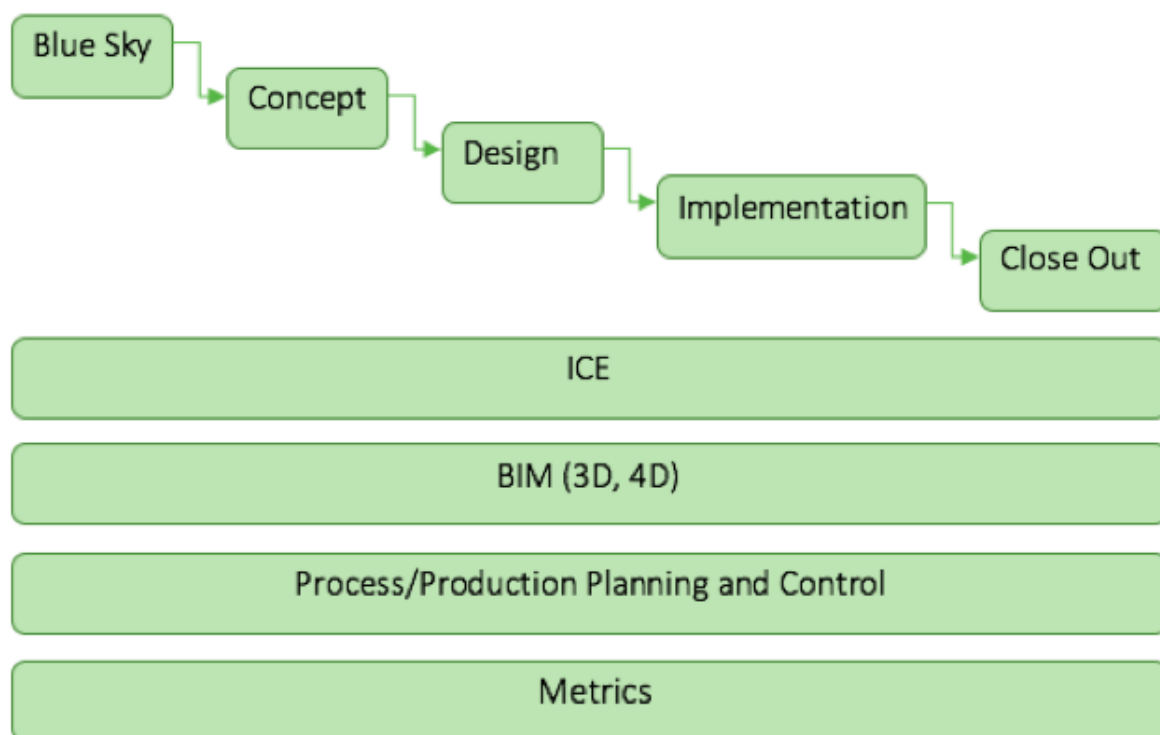 Blue Sky
Concept
Design
Implementation
Close Out
ICE
BIM (3D, 4D)
Process/Production Planning and Control
Metrics